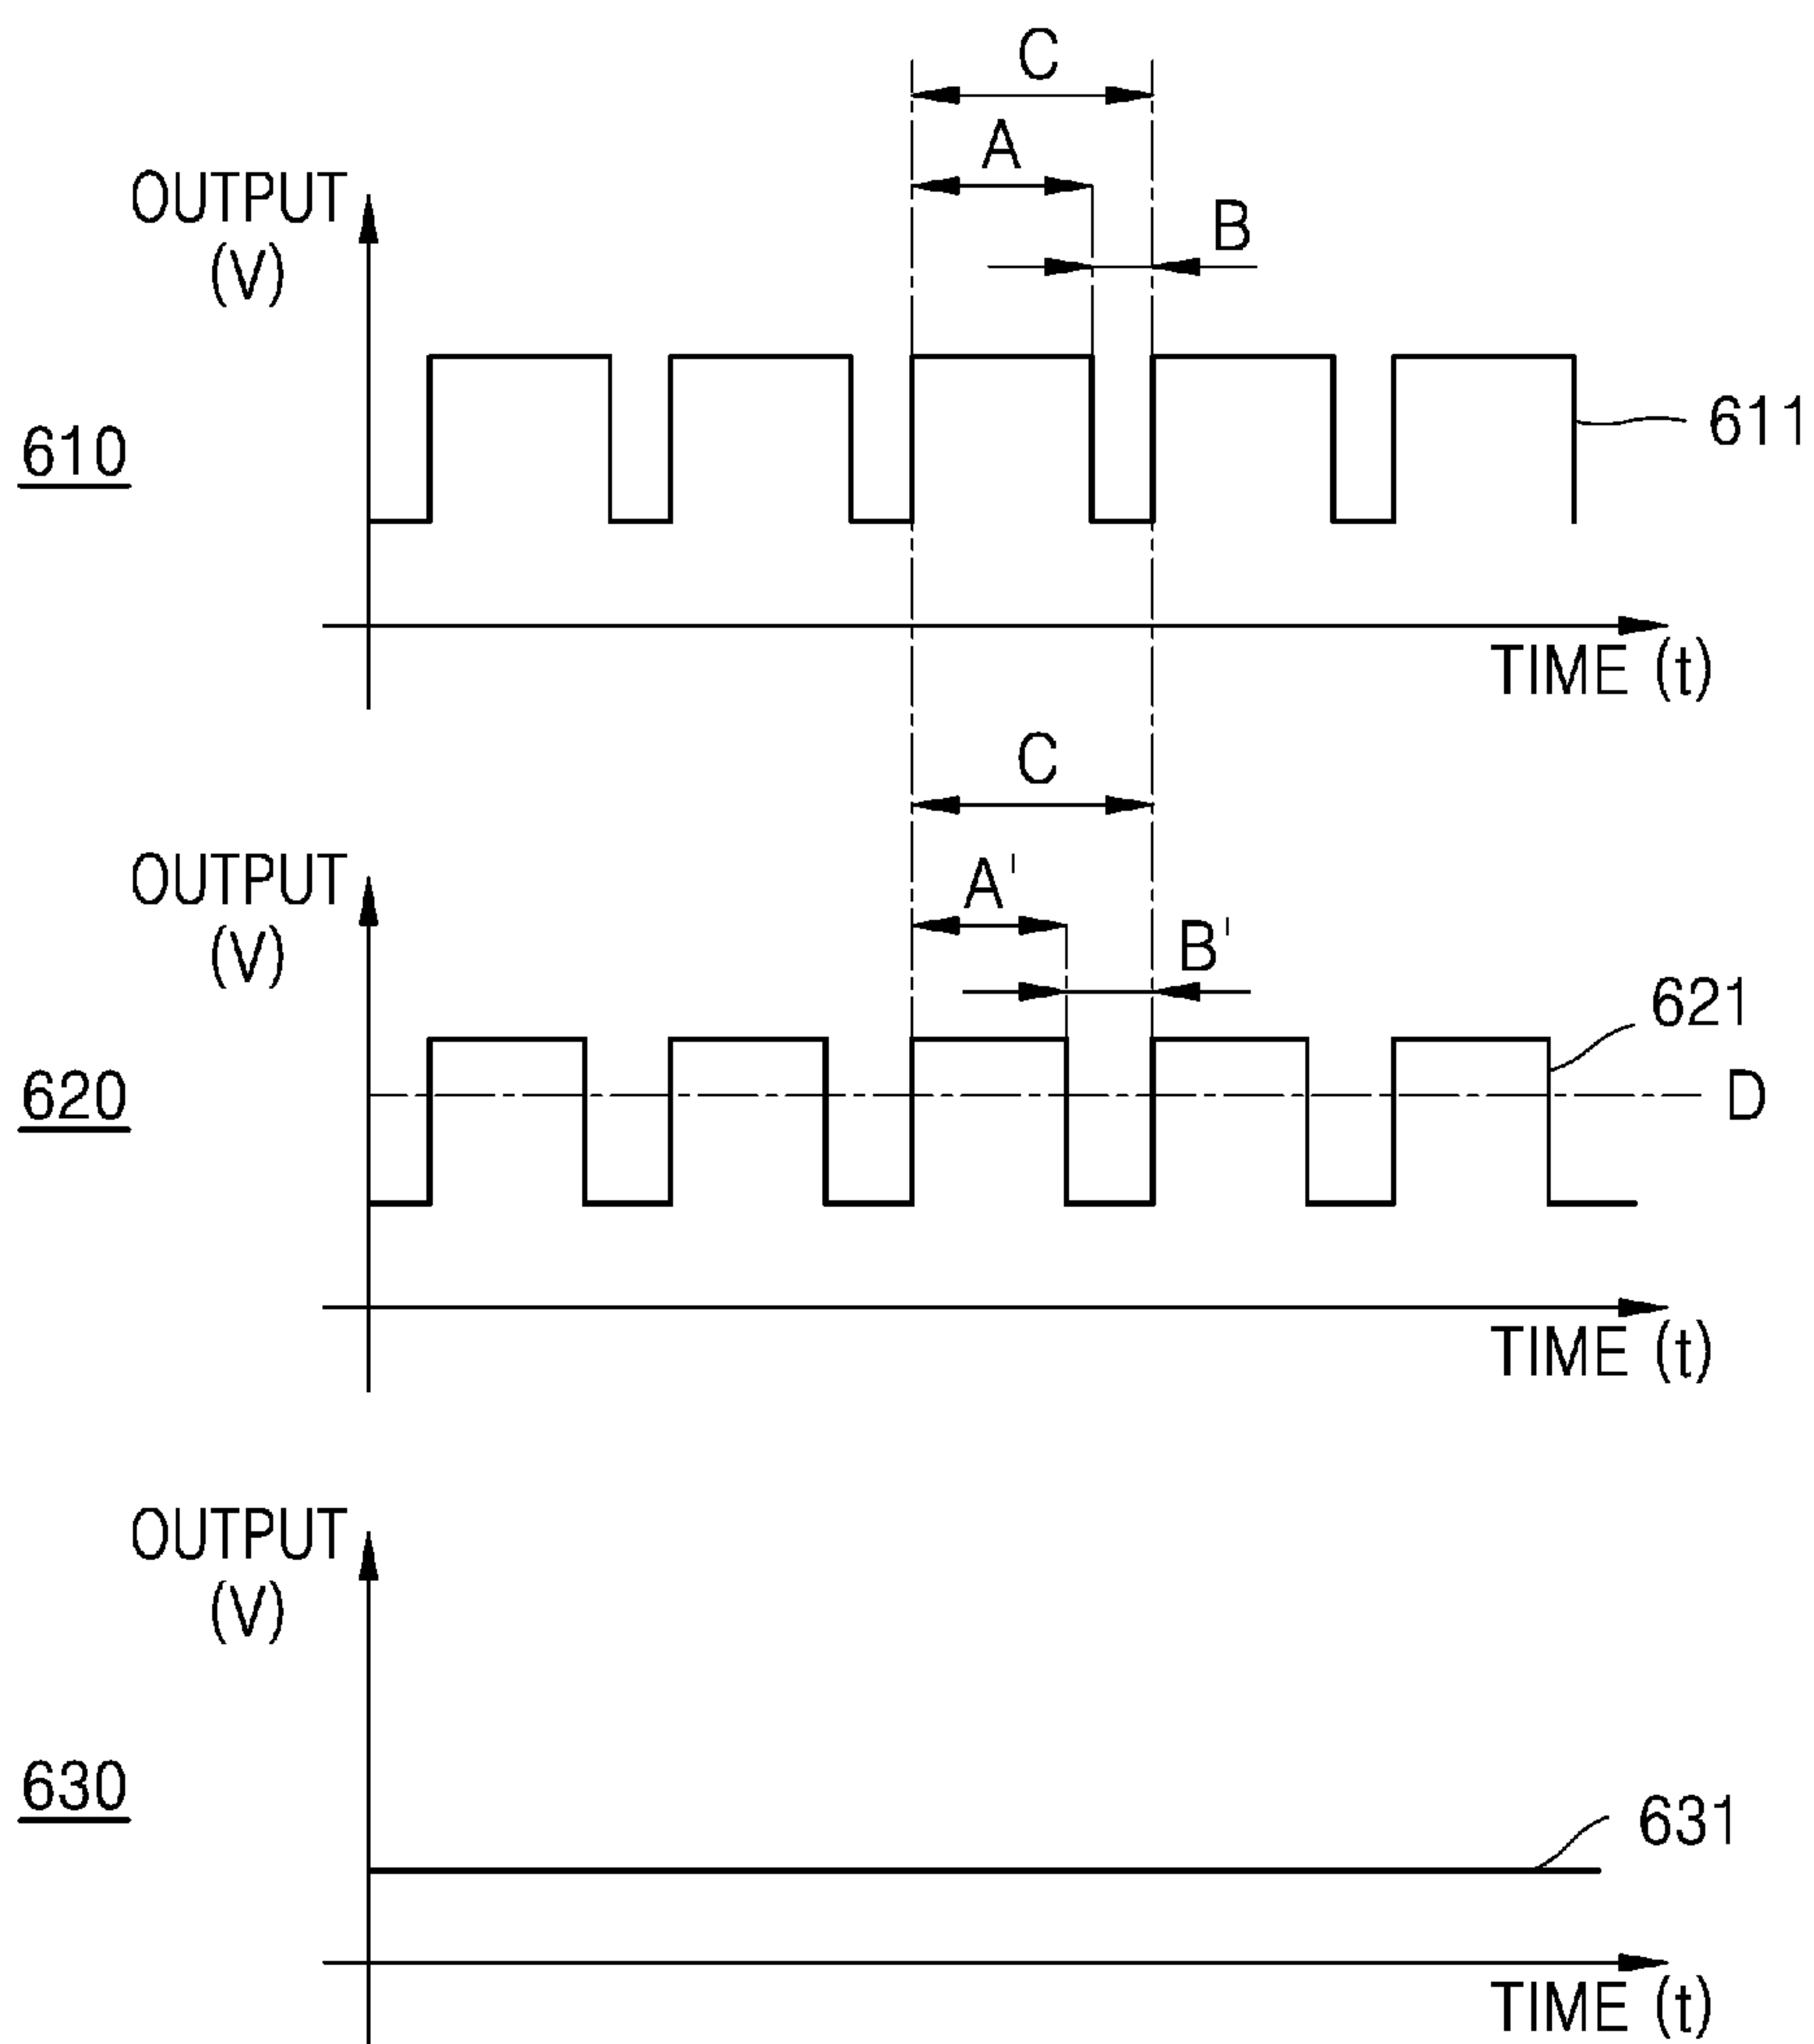 C
A
OUTPUT
(V)
B
610
611
TIME (t)
C
OUTPUT
(V)
A'
B'
621
620
D
TIME (t)
OUTPUT
(V)
630
631
TIME (t)